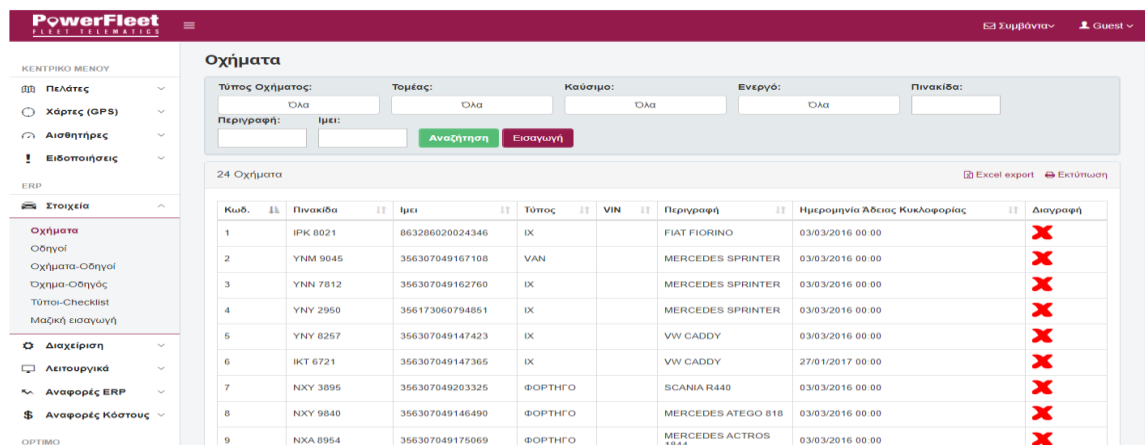 PowerFleet
FLEET TELEMATICS
Συμβάντα
Guest
ΚΕΝΤΡΙΚΟ ΜΕΝΟΥ
Πελάτες
Χάρτες (GPS)
Αισθητήρες
Ειδοποιήσεις
ERP
Στοιχεία
Οχήματα
Οδηγοί
Οχήματα-Οδηγοί
Όχημα-Οδηγός
Τύποι-Checklist
Μαζική εισαγωγή
Διαχείριση
Λειτουργικά
Αναφορές ERP
Αναφορές Κόστους
OPTIMO
Οχήματα
Τύπος Οχήματος: Τομέας: Καύσιμο: Ενεργό: Πινακίδα:
Όλα Όλα Όλα Όλα
Περιγραφή: Ιμει:
Αναζήτηση Εισαγωγή
24 Οχήματα Excel export Εκτύπωση
Κωδ. Πινακίδα Ιμει Τύπος VIN Περιγραφή Ημερομηνία Άδειας Κυκλοφορίας Διαγραφή
1 IPK 8021 863286020024346 IX FIAT FIORINO 03/03/2016 00:00
2 YNM 9045 356307049167108 VAN MERCEDES SPRINTER 03/03/2016 00:00
3 YNN 7812 356307049162760 IX MERCEDES SPRINTER 03/03/2016 00:00
4 YNY 2950 356173060794851 IX MERCEDES SPRINTER 03/03/2016 00:00
5 YNY 8257 356307049147423 IX VW CADDY 03/03/2016 00:00
6 IKT 6721 356307049147365 IX VW CADDY 27/01/2017 00:00
7 NXY 3895 356307049203325 ΦΟΡΤΗΓΟ SCANIA R440 03/03/2016 00:00
8 NXY 9840 356307049146490 ΦΟΡΤΗΓΟ MERCEDES ATEGO 818 03/03/2016 00:00
9 NXA 8954 356307049175069 ΦΟΡΤΗΓΟ MERCEDES ACTROS 1844 03/03/2016 00:00